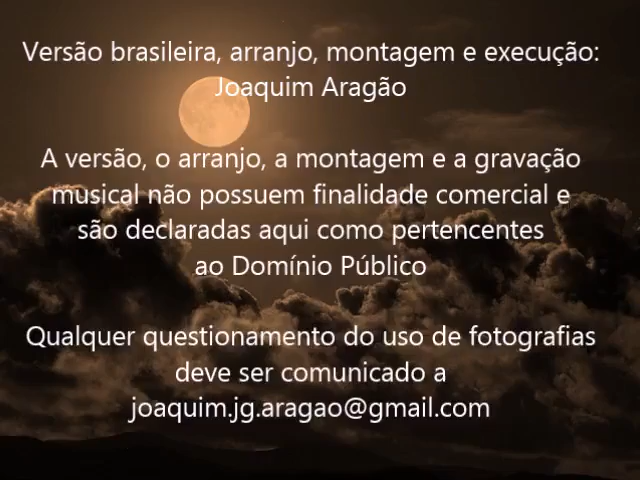 Versão brasileira, arranjo, montagem e execução:
Joaquim Aragão
A versão, o arranjo, a montagem e a gravação
musical não possuem finalidade comercial e
são declaradas aqui como pertencentes
ao Domínio Público
Qualquer questionamento do uso de fotografias
deve ser comunicado a
joaquim.jg.aragao@gmail.com